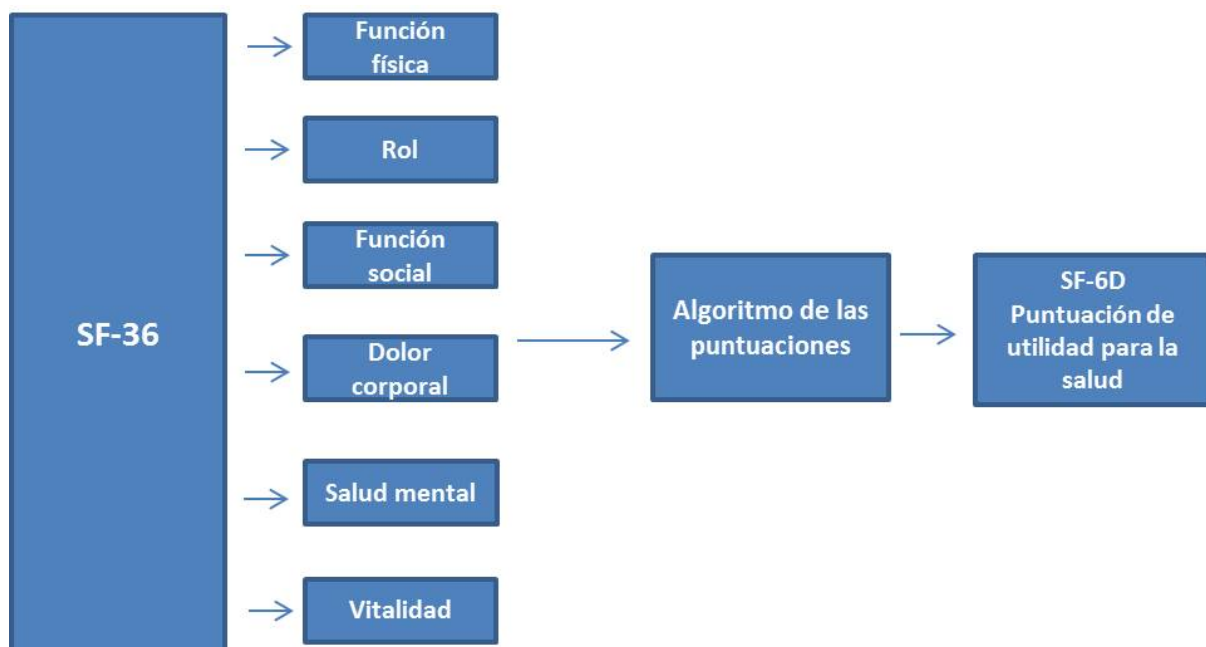 SF-36
Función
física
Rol
Función
social
Dolor
corporal
Salud mental
Vitalidad
Algoritmo de las
puntuaciones
SF-6D
Puntuación de
utilidad para la
salud